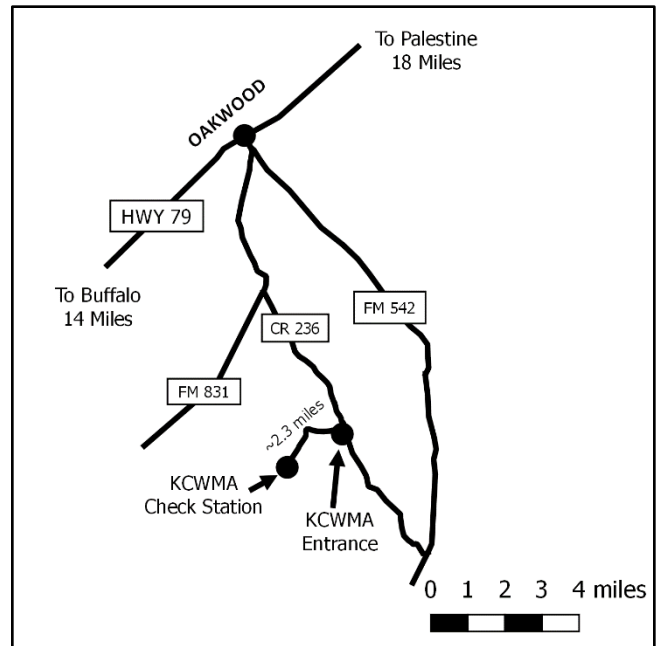 To Palestine
18 Miles
OAKWOOD
HWY 79
To Buffalo
14 Miles
FM 542
CR 236
FM 831
~2.3 miles
KCWMA
Check Station
KCWMA
Entrance
0 1 2 3 4 miles